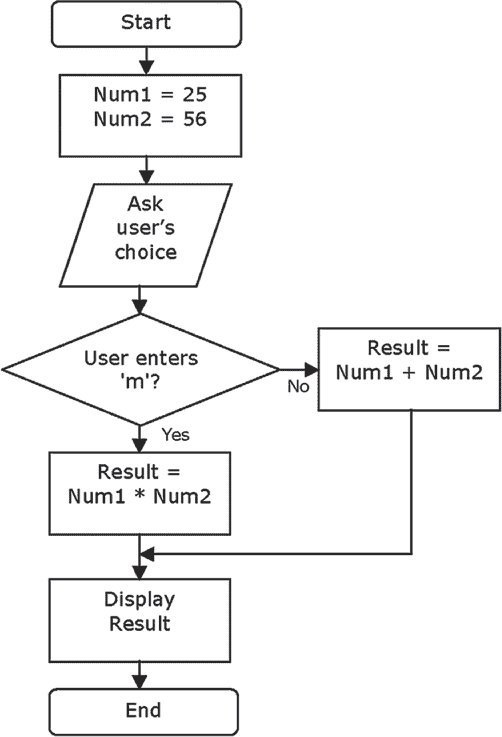 Start
Num1 = 25
Num2 = 56
Ask
user's
choice
User enters
'm'?
No
Result =
Num1 + Num2
Yes
Result =
Num1 * Num2
Display
Result
End